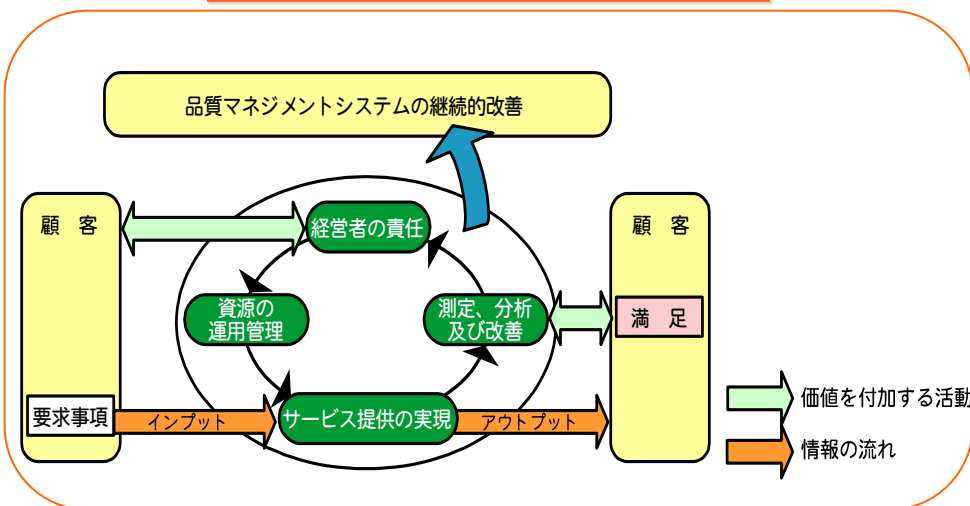 品質マネジメントシステムの継続的改善
顧　客
経営者の責任
顧　客
資源の
運用管理
測定、分析
及び改善
満　足
要求事項
インプット
サービス提供の実現
アウトプット
価値を付加する活動
情報の流れ